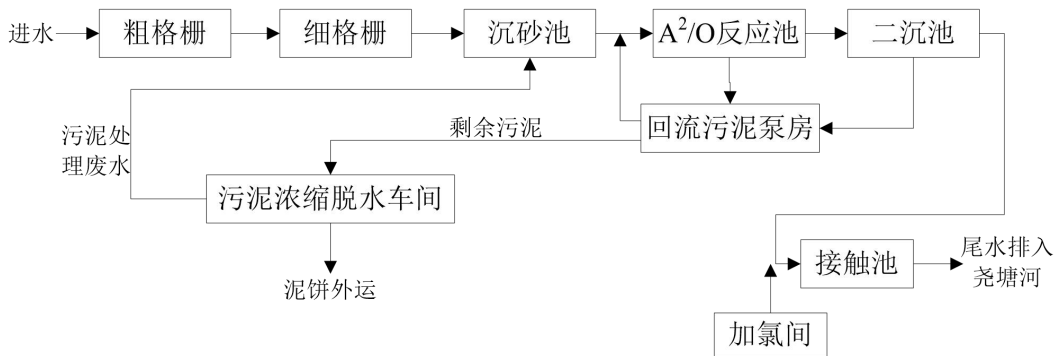 进水
粗格栅
细格栅
沉砂池
A²/O反应池
二沉池
污泥处
理废水
剩余污泥
回流污泥泵房
污泥浓缩脱水车间
泥饼外运
接触池
尾水排入
尧塘河
加氯间